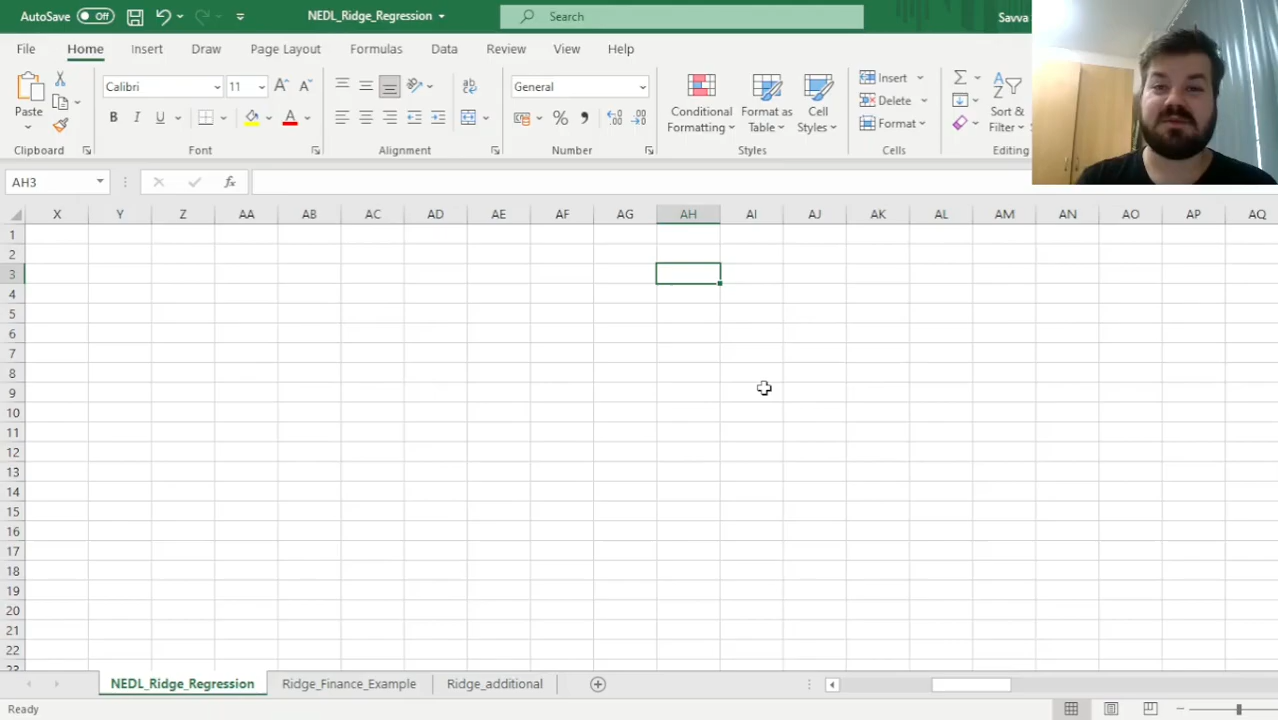 AutoSave Off NEDL_Ridge_Regression Search Savva
File Home Insert Draw Page Layout Formulas Data Review View Help
Paste
Calibri 11 A A
B I U A
General
%
Conditional Formatting
Format as Table
Cell Styles
Insert
Delete
Format
Sort & Filter
Clipboard Font Alignment Number Styles Cells Editing
AH3 fx
X Y Z AA AB AC AD AE AF AG AH AI AJ AK AL AM AN AO AP AQ
1
2
3
4
5
6
7
8
9
10
11
12
13
14
15
16
17
18
19
20
21
22
23
NEDL_Ridge_Regression Ridge_Finance_Example Ridge_additional
Ready